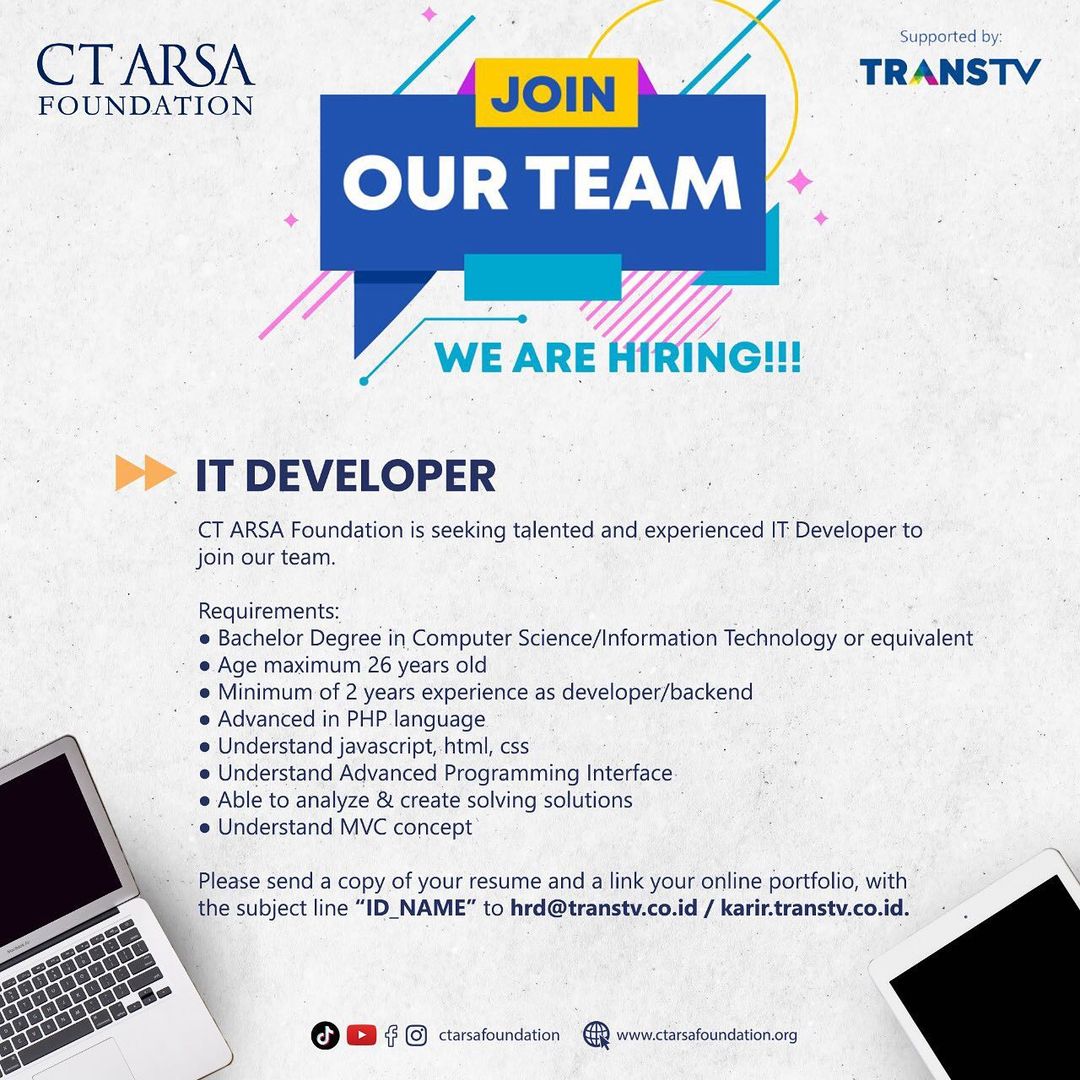 CT ARSA
FOUNDATION
Supported by:
TRANSTV
JOIN
OUR TEAM
WE ARE HIRING!!!
IT DEVELOPER
CT ARSA Foundation is seeking talented and experienced IT Developer to
join our team.
Requirements:
● Bachelor Degree in Computer Science/Information Technology or equivalent
● Age maximum 26 years old
● Minimum of 2 years experience as developer/backend
● Advanced in PHP language
● Understand javascript, html, css
● Understand Advanced Programming Interface
● Able to analyze & create solving solutions
● Understand MVC concept
Please send a copy of your resume and a link your online portfolio, with
the subject line “ID_NAME” to hrd@transtv.co.id / karir.transtv.co.id.
ctarsafoundation www.ctarsafoundation.org